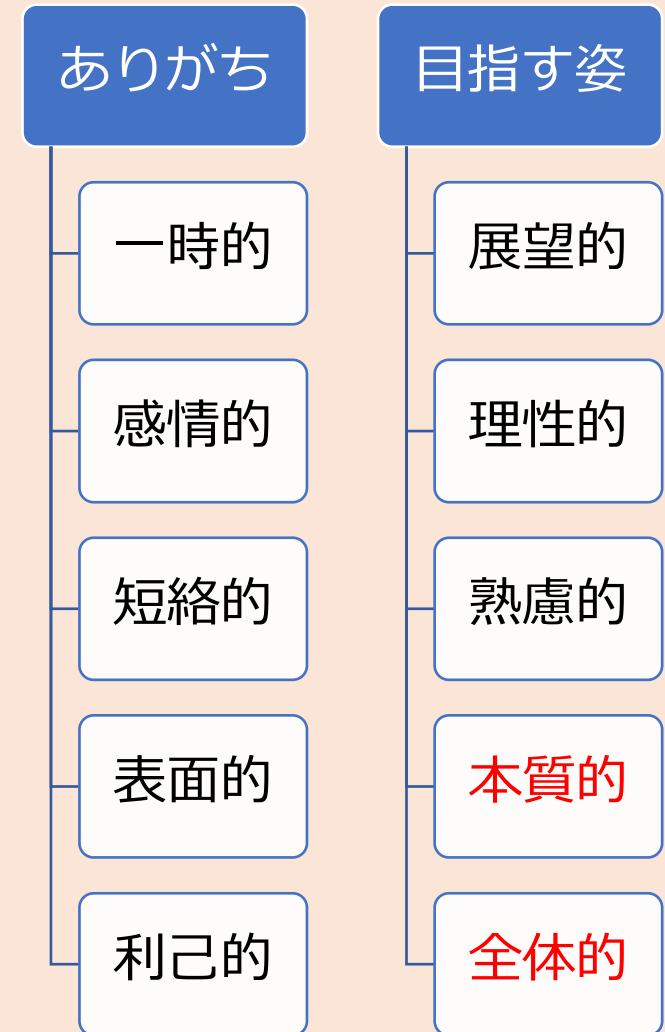 ありがち
一時的
感情的
短絡的
表面的
利己的
目指す姿
展望的
理性的
熟慮的
本質的
全体的